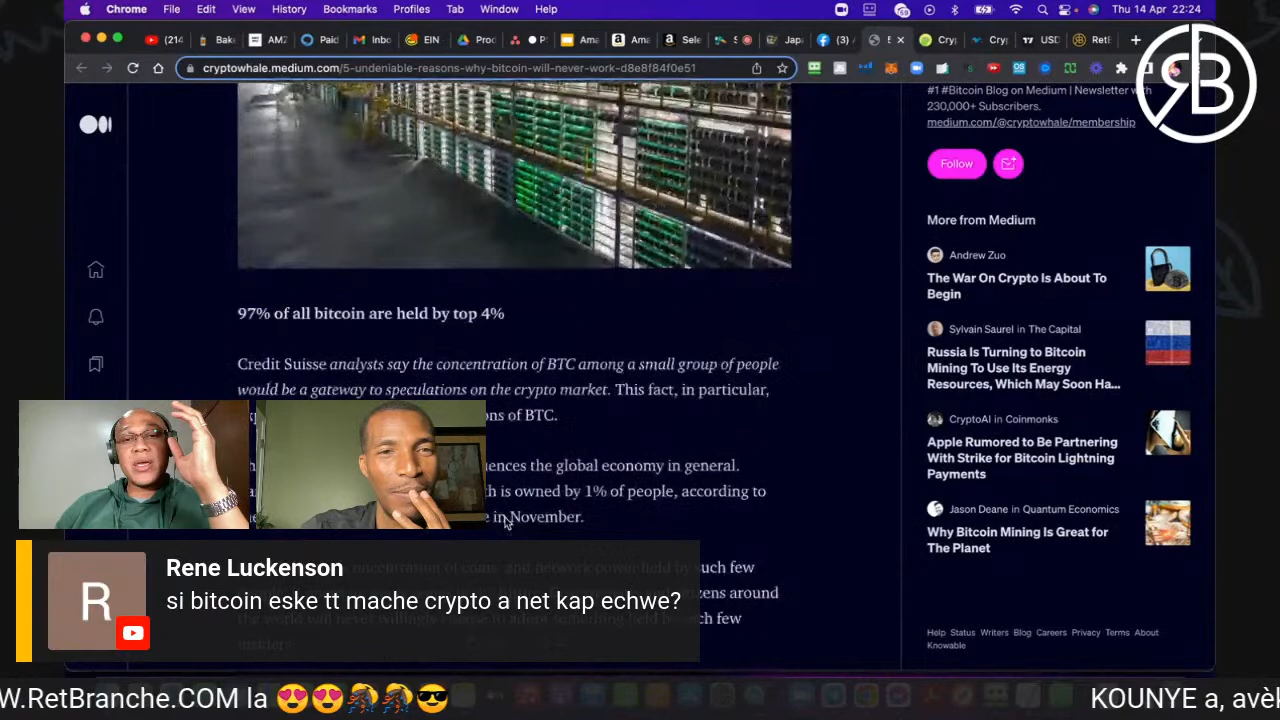 Chrome File Edit View History Bookmarks Profiles Tab Window Help
Thu 14 Apr 22:24
cryptowhale.medium.com/5-undeniable-reasons-why-bitcoin-will-never-work-d8e8f84f0e51
RB
#1 #Bitcoin Blog on Medium | Newsletter with
230,000+ Subscribers.
medium.com/@cryptowhale/membership
Follow
More from Medium
Andrew Zuo
The War On Crypto Is About To
Begin
Sylvain Saurel in The Capital
Russia Is Turning to Bitcoin
Mining To Use Its Energy
Resources, Which May Soon Ha...
CryptoAI in Coinmonks
Apple Rumored to Be Partnering
With Strike for Bitcoin Lightning
Payments
Jason Deane in Quantum Economics
Why Bitcoin Mining Is Great for
The Planet
Help Status Writers Blog Careers Privacy Terms About
Knowable
97% of all bitcoin are held by top 4%
Credit Suisse analysts say the concentration of BTC among a small group of people
would be a gateway to speculations on the crypto market. This fact, in particular,
of BTC.
the global economy in general.
is owned by 1% of people, according to
in November.
such few
around
such few
Rene Luckenson
si bitcoin eske tt mache crypto a net kap echwe?
R
W.RetBranche.COM la 😍😍🎊🎊😎 KOUNYE a, avèk